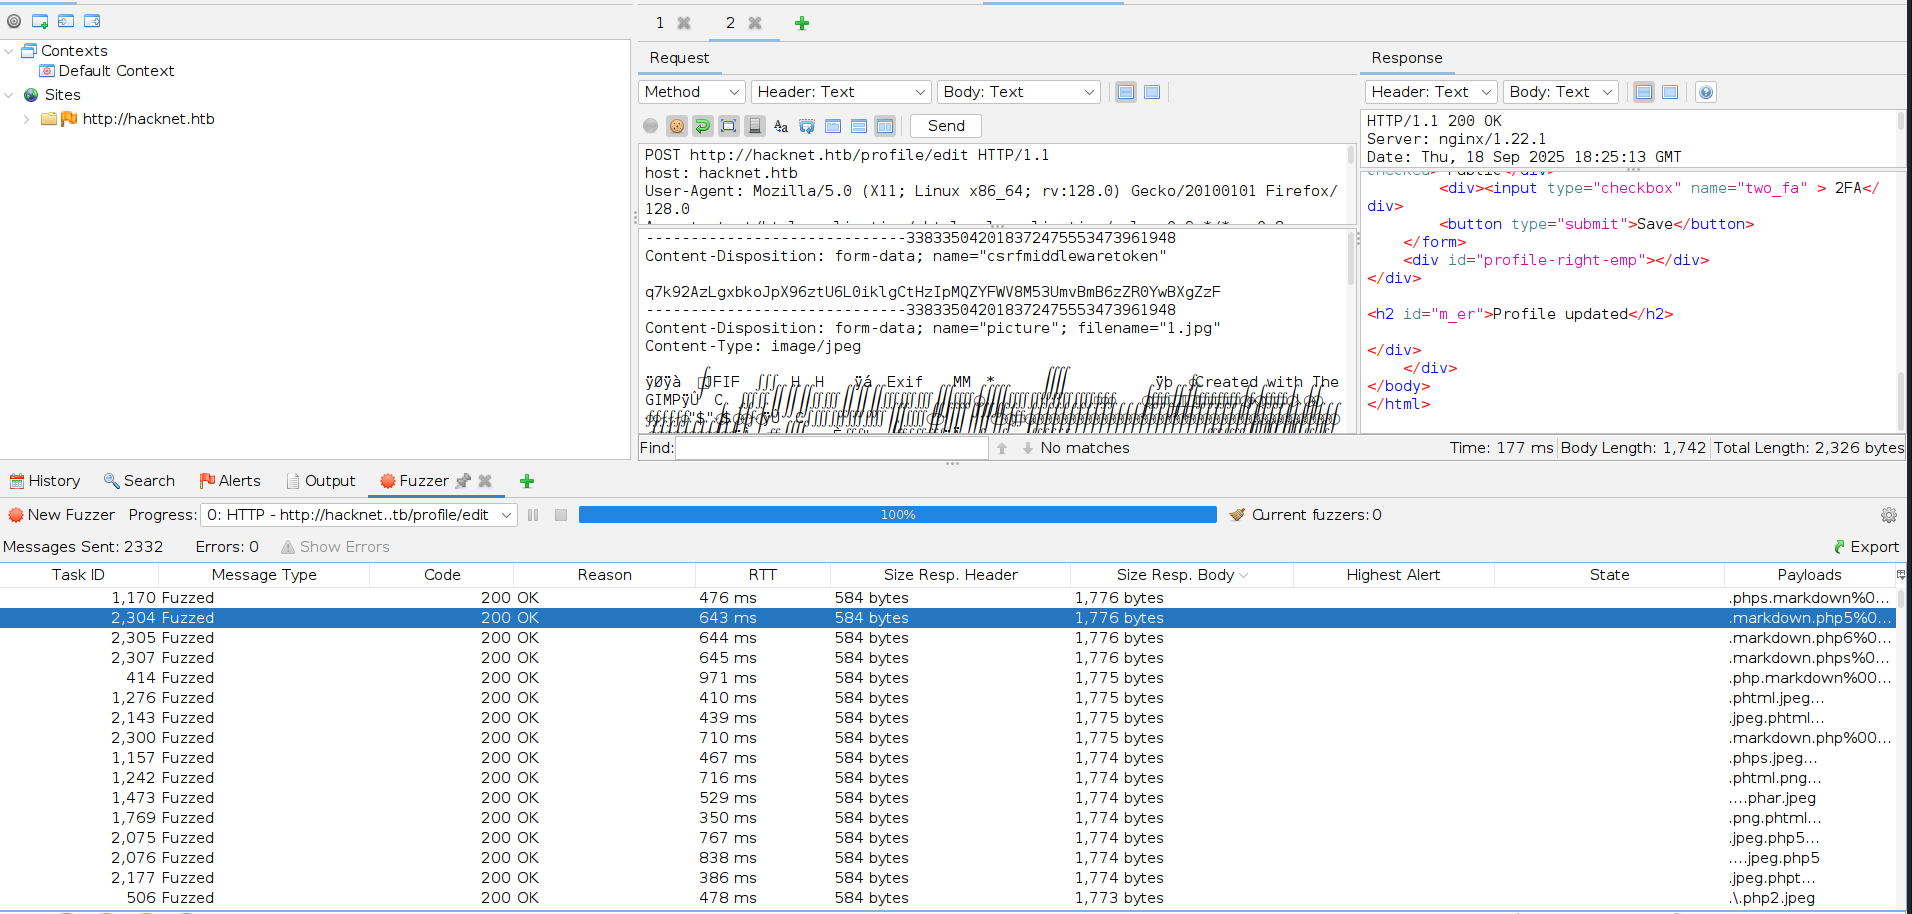 1
2
Contexts
Default Context
Sites
http://hacknet.htb
Request
Method
Header: Text
Body: Text
Send
POST http://hacknet.htb/profile/edit HTTP/1.1
host: hacknet.htb
User-Agent: Mozilla/5.0 (X11; Linux x86_64; rv:128.0) Gecko/20100101 Firefox/
128.0
-----------------------------338335042018372475553473961948
Content-Disposition: form-data; name="csrfmiddlewaretoken"
q7k92AzLgxbkoJpX96ztU6L0iklgCtHzIpMQZYFWV8M53UmvBmB6zZR0YwBXgZzF
-----------------------------338335042018372475553473961948
Content-Disposition: form-data; name="picture"; filename="1.jpg"
Content-Type: image/jpeg
ÿØÿà JFIF H H ÿá Exif MM * ÿþ Created with The
GIMPÿÛ C
Find:
No matches
Response
Header: Text
Body: Text
HTTP/1.1 200 OK
Server: nginx/1.22.1
Date: Thu, 18 Sep 2025 18:25:13 GMT
checked> Public</div>
<div><input type="checkbox" name="two_fa" > 2FA</
div>
<button type="submit">Save</button>
</form>
<div id="profile-right-emp"></div>
</div>
<h2 id="m_er">Profile updated</h2>
</div>
</div>
</body>
</html>
Time: 177 ms Body Length: 1,742 Total Length: 2,326 bytes
History Search Alerts Output Fuzzer
New Fuzzer Progress: 0: HTTP - http://hacknet..tb/profile/edit 100% Current fuzzers: 0
Messages Sent: 2332 Errors: 0 Show Errors Export
Task ID Message Type Code Reason RTT Size Resp. Header Size Resp. Body Highest Alert State Payloads
1,170 Fuzzed 200 OK 476 ms 584 bytes 1,776 bytes .phps.markdown%0...
2,304 Fuzzed 200 OK 643 ms 584 bytes 1,776 bytes .markdown.php5%0...
2,305 Fuzzed 200 OK 644 ms 584 bytes 1,776 bytes .markdown.php6%0...
2,307 Fuzzed 200 OK 645 ms 584 bytes 1,776 bytes .markdown.phps%0...
414 Fuzzed 200 OK 971 ms 584 bytes 1,775 bytes .php.markdown%00...
1,276 Fuzzed 200 OK 410 ms 584 bytes 1,775 bytes .phtml.jpeg...
2,143 Fuzzed 200 OK 439 ms 584 bytes 1,775 bytes .jpeg.phtml...
2,300 Fuzzed 200 OK 710 ms 584 bytes 1,775 bytes .markdown.php%00...
1,157 Fuzzed 200 OK 467 ms 584 bytes 1,774 bytes .phps.jpeg...
1,242 Fuzzed 200 OK 716 ms 584 bytes 1,774 bytes .phtml.png...
1,473 Fuzzed 200 OK 529 ms 584 bytes 1,774 bytes ....phar.jpeg
1,769 Fuzzed 200 OK 350 ms 584 bytes 1,774 bytes .png.phtml...
2,075 Fuzzed 200 OK 767 ms 584 bytes 1,774 bytes .jpeg.php5...
2,076 Fuzzed 200 OK 838 ms 584 bytes 1,774 bytes ....jpeg.php5
2,177 Fuzzed 200 OK 386 ms 584 bytes 1,774 bytes .jpeg.phpt...
506 Fuzzed 200 OK 478 ms 584 bytes 1,773 bytes .\.php2.jpeg